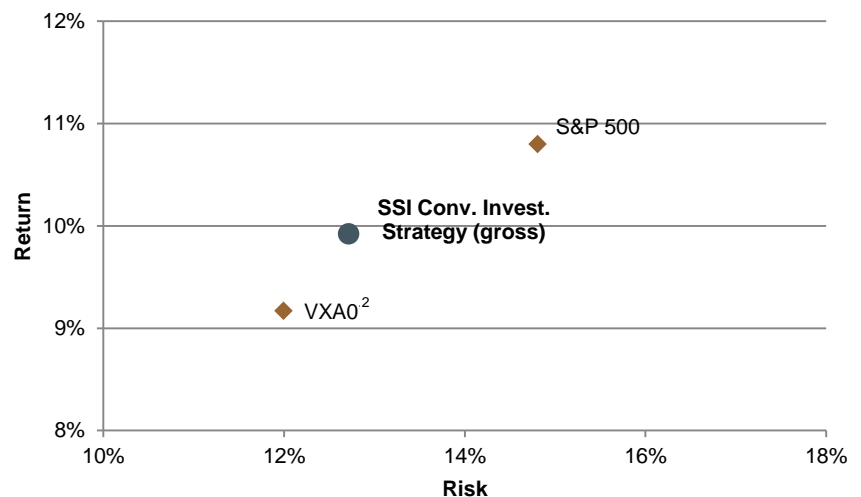 12%
11%
10%
9%
8%
Return
S&P 500
SSI Conv. Invest.
Strategy (gross)
VXA0.²
10%
12%
14%
16%
18%
Risk